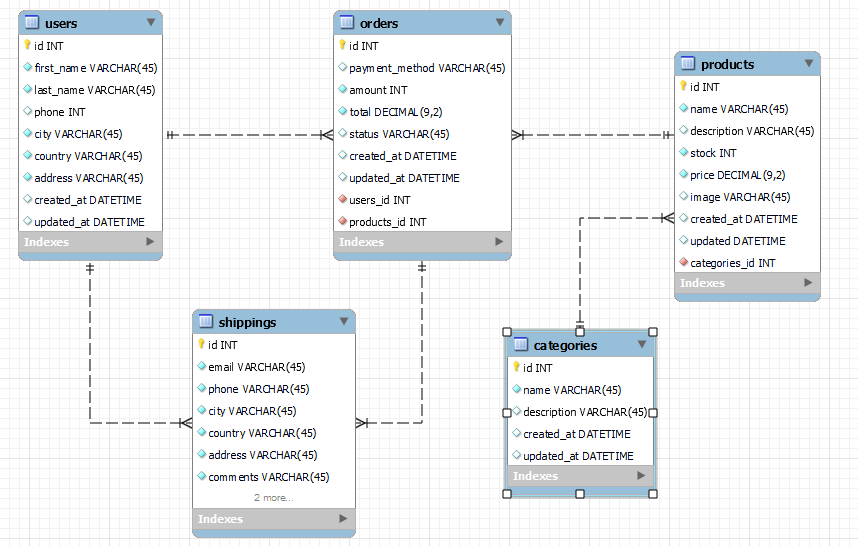 users
id INT
first_name VARCHAR(45)
last_name VARCHAR(45)
phone INT
city VARCHAR(45)
country VARCHAR(45)
address VARCHAR(45)
created_at DATETIME
updated_at DATETIME
Indexes
orders
id INT
payment_method VARCHAR(45)
amount INT
total DECIMAL(9,2)
status VARCHAR(45)
created_at DATETIME
updated_at DATETIME
users_id INT
products_id INT
Indexes
products
id INT
name VARCHAR(45)
description VARCHAR(45)
stock INT
price DECIMAL(9,2)
image VARCHAR(45)
created_at DATETIME
updated DATETIME
categories_id INT
Indexes
shippings
id INT
email VARCHAR(45)
phone VARCHAR(45)
city VARCHAR(45)
country VARCHAR(45)
address VARCHAR(45)
comments VARCHAR(45)
2 more...
Indexes
categories
id INT
name VARCHAR(45)
description VARCHAR(45)
created_at DATETIME
updated_at DATETIME
Indexes